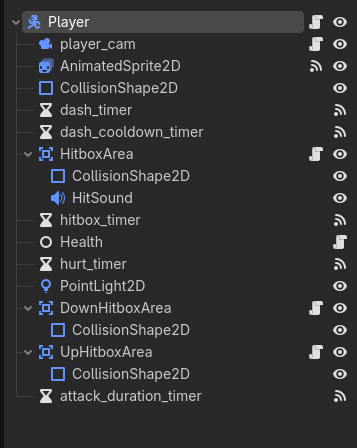 Player
player_cam
AnimatedSprite2D
CollisionShape2D
dash_timer
dash_cooldown_timer
HitboxArea
CollisionShape2D
HitSound
hitbox_timer
Health
hurt_timer
PointLight2D
DownHitboxArea
CollisionShape2D
UpHitboxArea
CollisionShape2D
attack_duration_timer